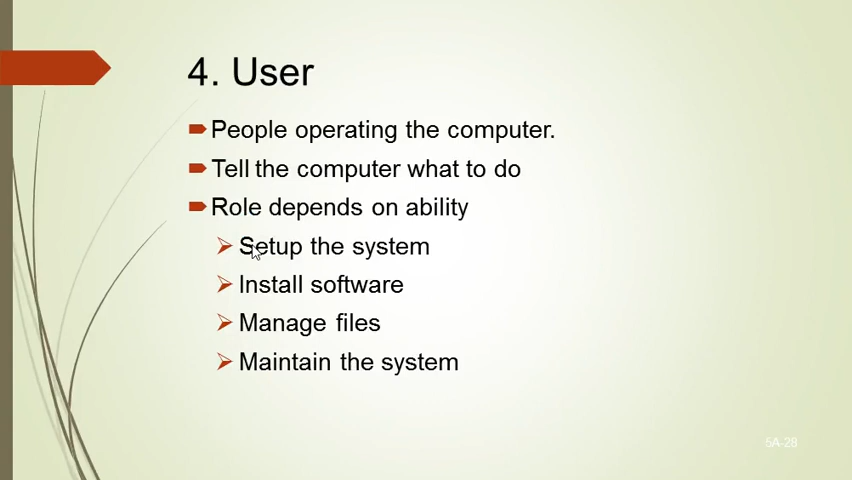 4. User
People operating the computer.
Tell the computer what to do
Role depends on ability
Setup the system
Install software
Manage files
Maintain the system
5A-28